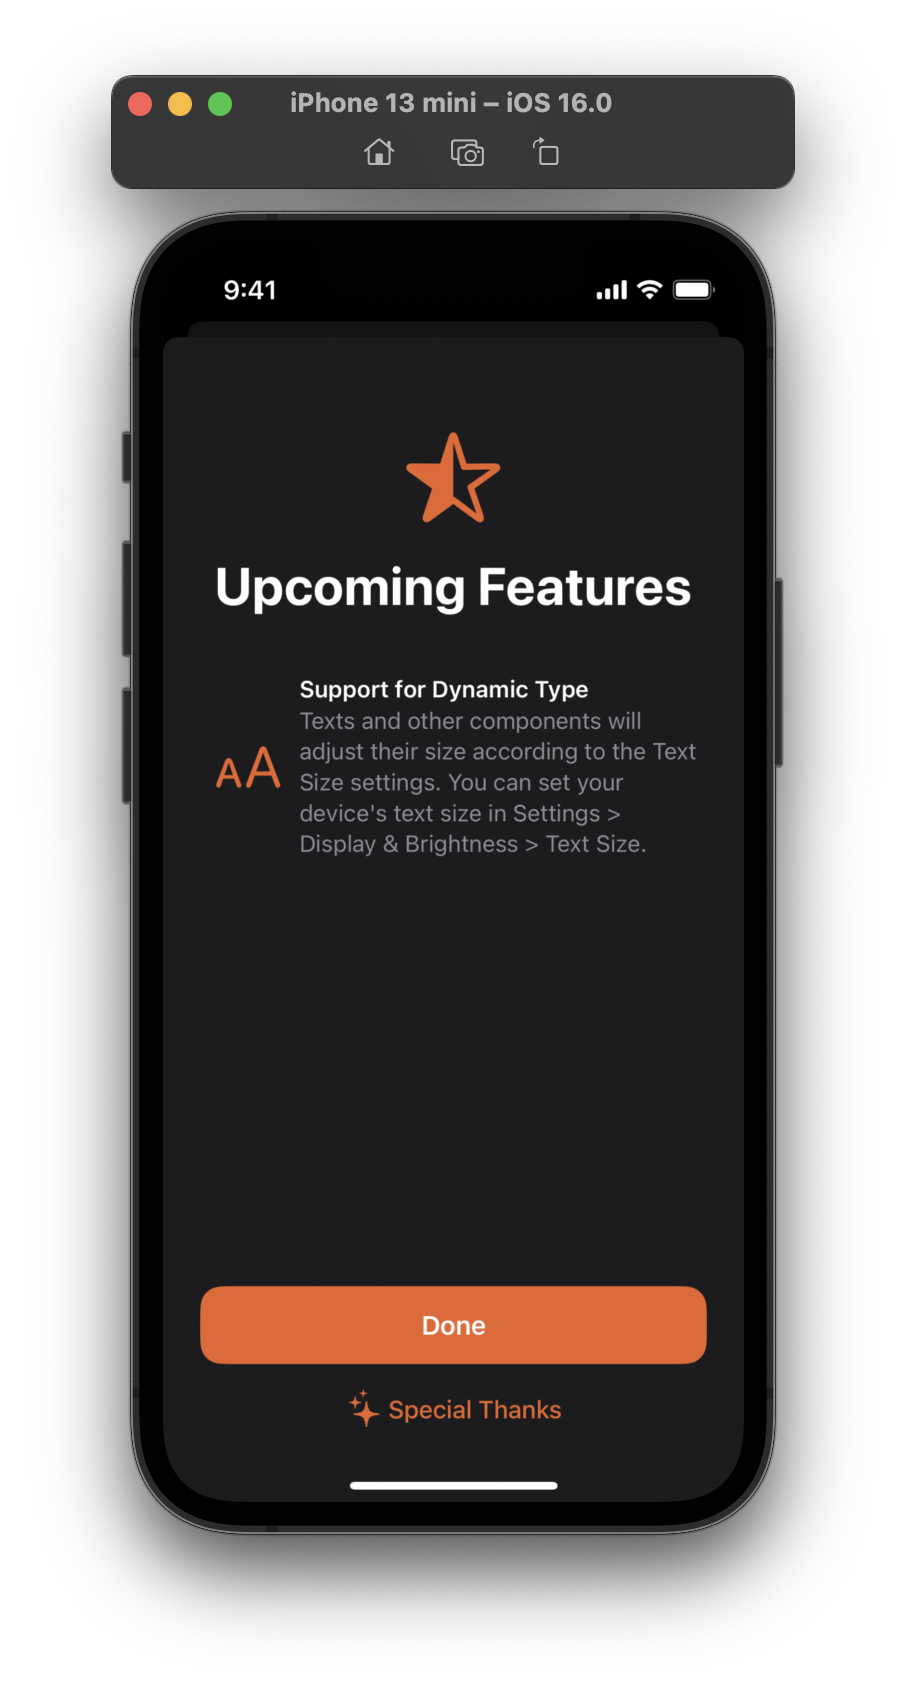 iPhone 13 mini – iOS 16.0
9:41
Upcoming Features
Support for Dynamic Type
Texts and other components will
adjust their size according to the Text
Size settings. You can set your
device's text size in Settings >
Display & Brightness > Text Size.
AA
Done
Special Thanks